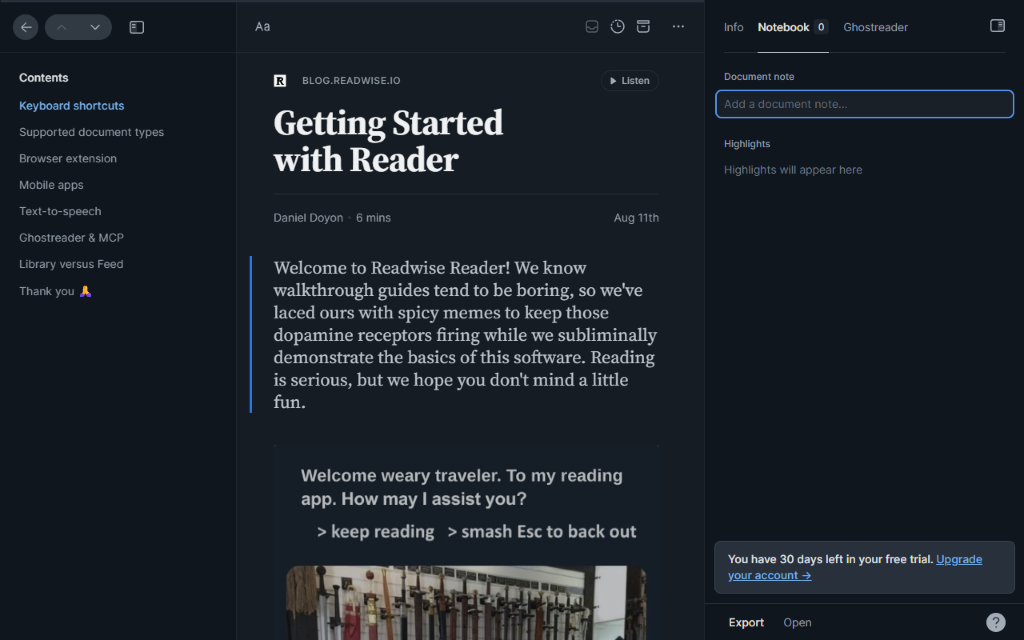 Contents
Keyboard shortcuts
Supported document types
Browser extension
Mobile apps
Text-to-speech
Ghostreader & MCP
Library versus Feed
Thank you 🙏
Aa
R
BLOG.READWISE.IO
Listen
Getting Started
with Reader
Daniel Doyon · 6 mins
Aug 11th
Welcome to Readwise Reader! We know
walkthrough guides tend to be boring, so we've
laced ours with spicy memes to keep those
dopamine receptors firing while we subliminally
demonstrate the basics of this software. Reading
is serious, but we hope you don't mind a little
fun.
Welcome weary traveler. To my reading
app. How may I assist you?
> keep reading > smash Esc to back out
Info
Notebook 0
Ghostreader
Document note
Add a document note...
Highlights
Highlights will appear here
You have 30 days left in your free trial. Upgrade
your account →
Export
Open
?